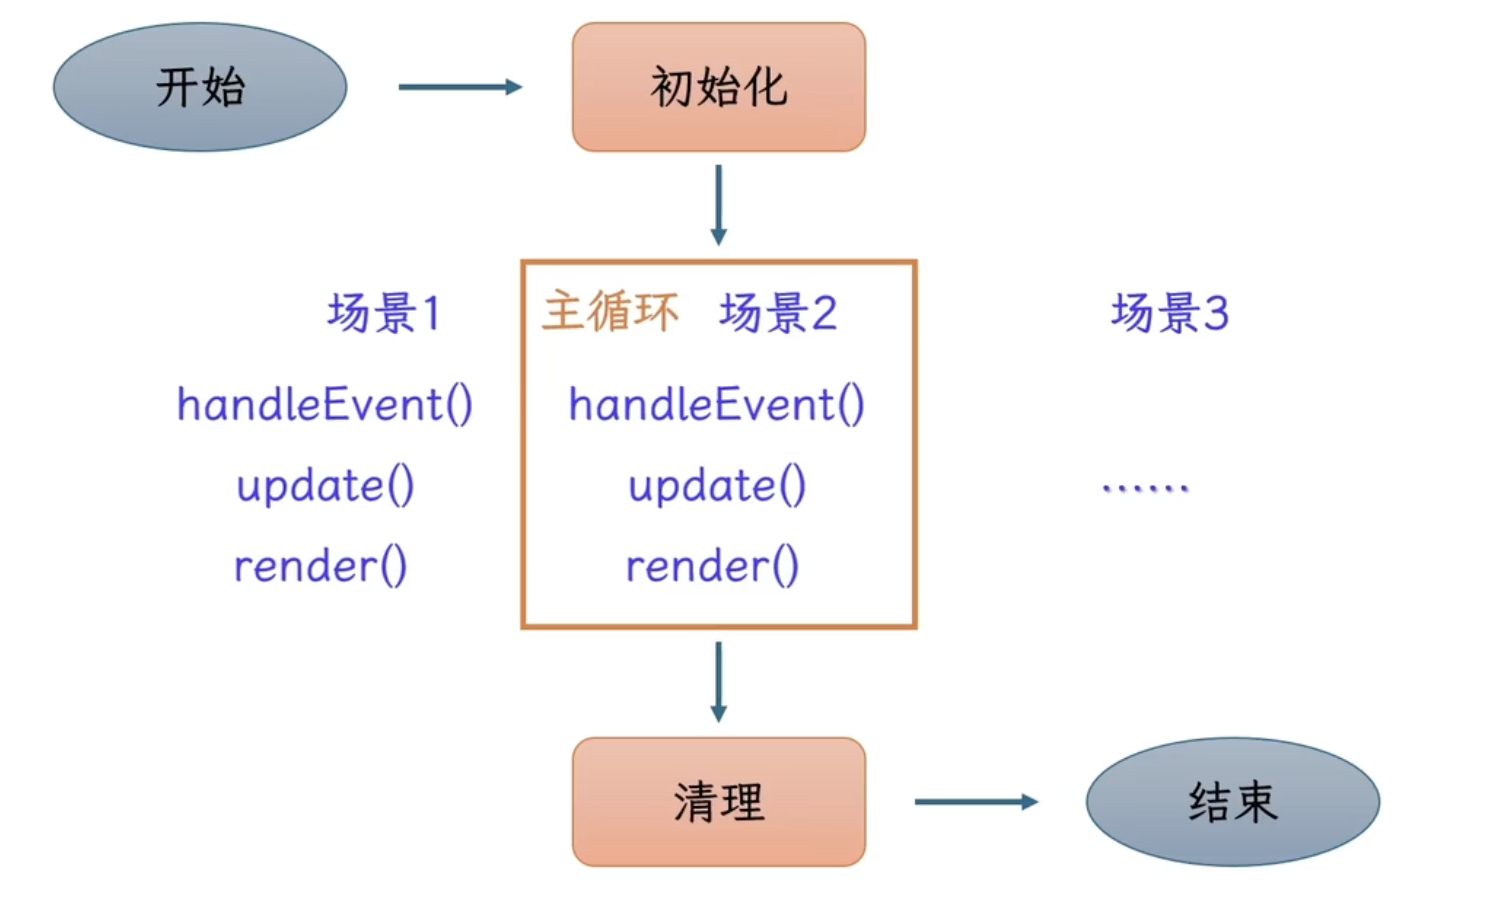 开始
初始化
场景1
主循环 场景2
场景3
handleEvent()
handleEvent()
update()
update()
......
render()
render()
清理
结束